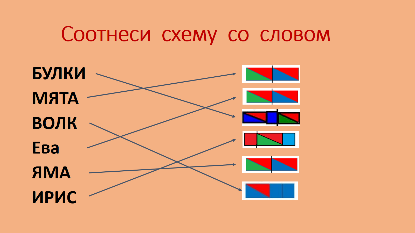 Соотнеси схему со словом
БУЛКИ
МЯТА
ВОЛК
Ева
ЯМА
ИРИС